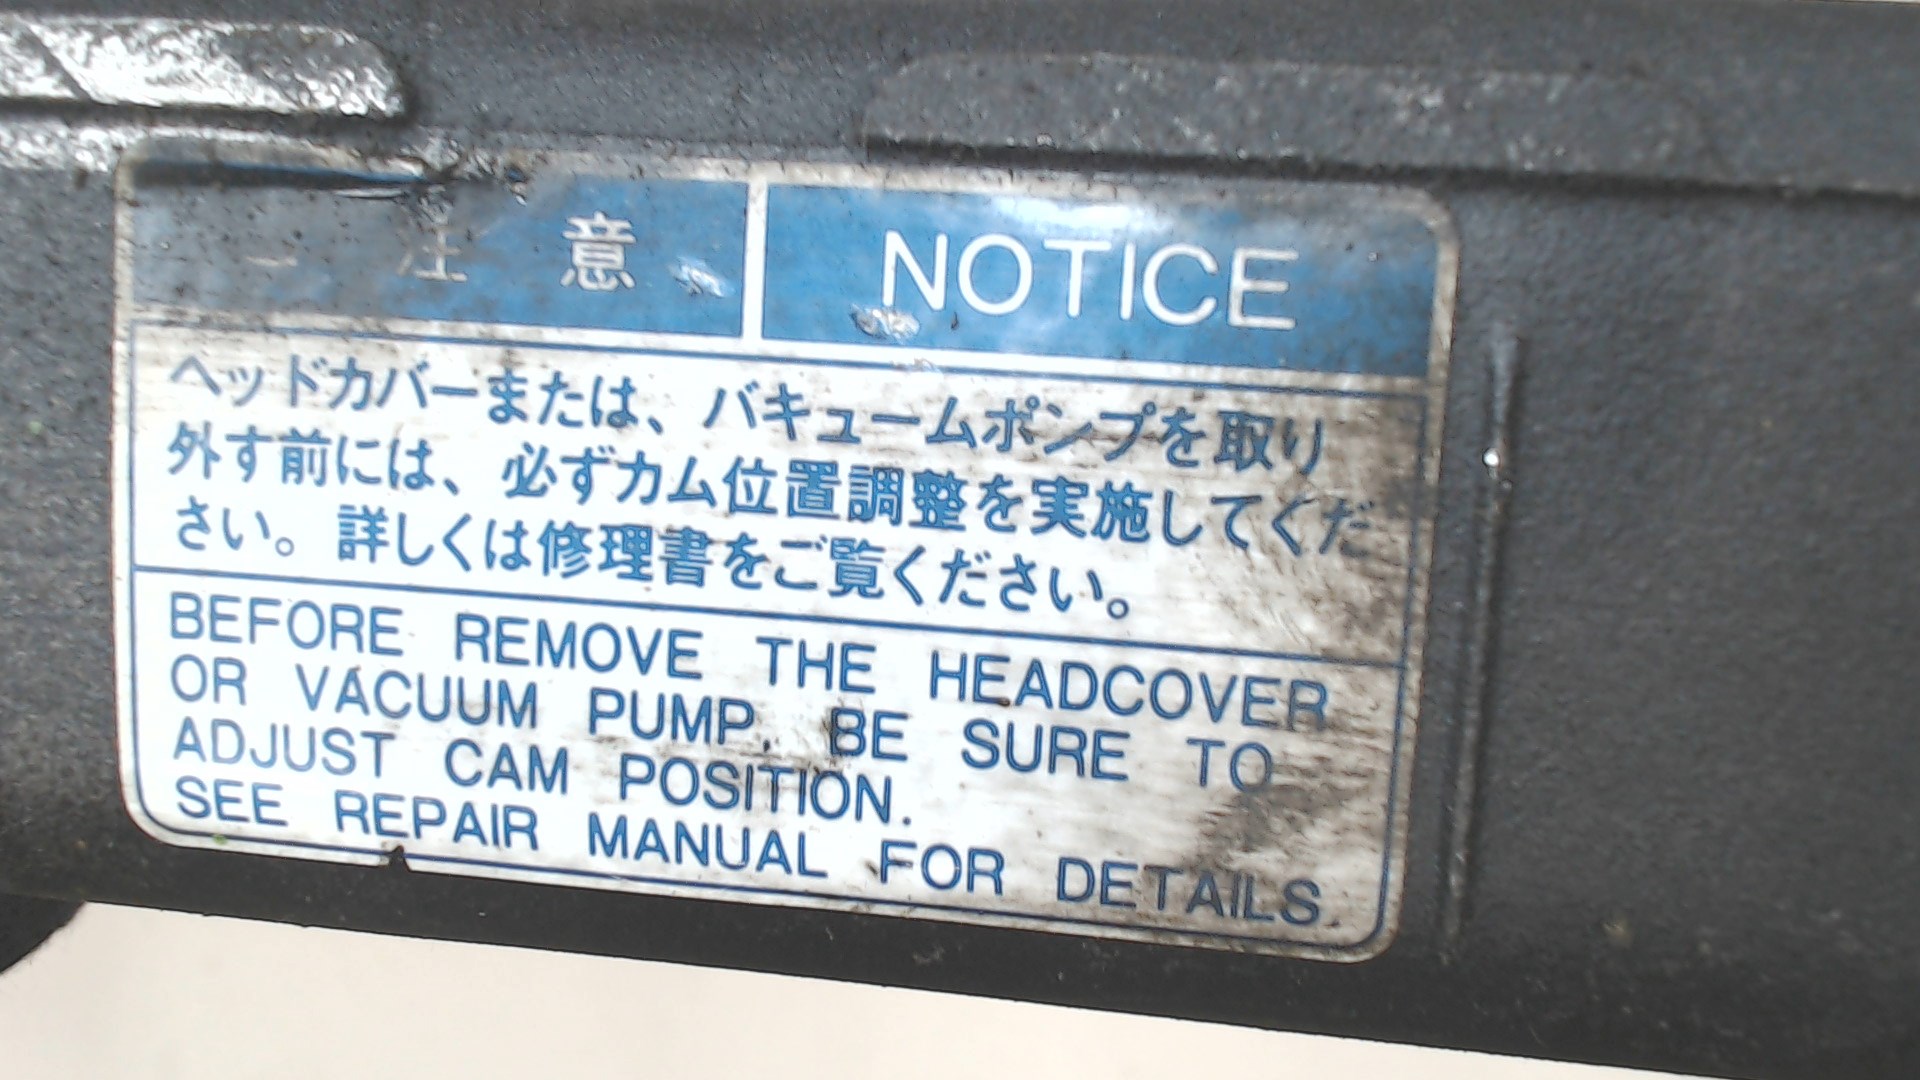 注 意
NOTICE
ヘッドカバーまたは、バキュームポンプを取り
外す前には、必ずカム位置調整を実施してくだ
さい。詳しくは修理書をご覧ください。
BEFORE REMOVE THE HEADCOVER
OR VACUUM PUMP, BE SURE TO
ADJUST CAM POSITION.
SEE REPAIR MANUAL FOR DETAILS.